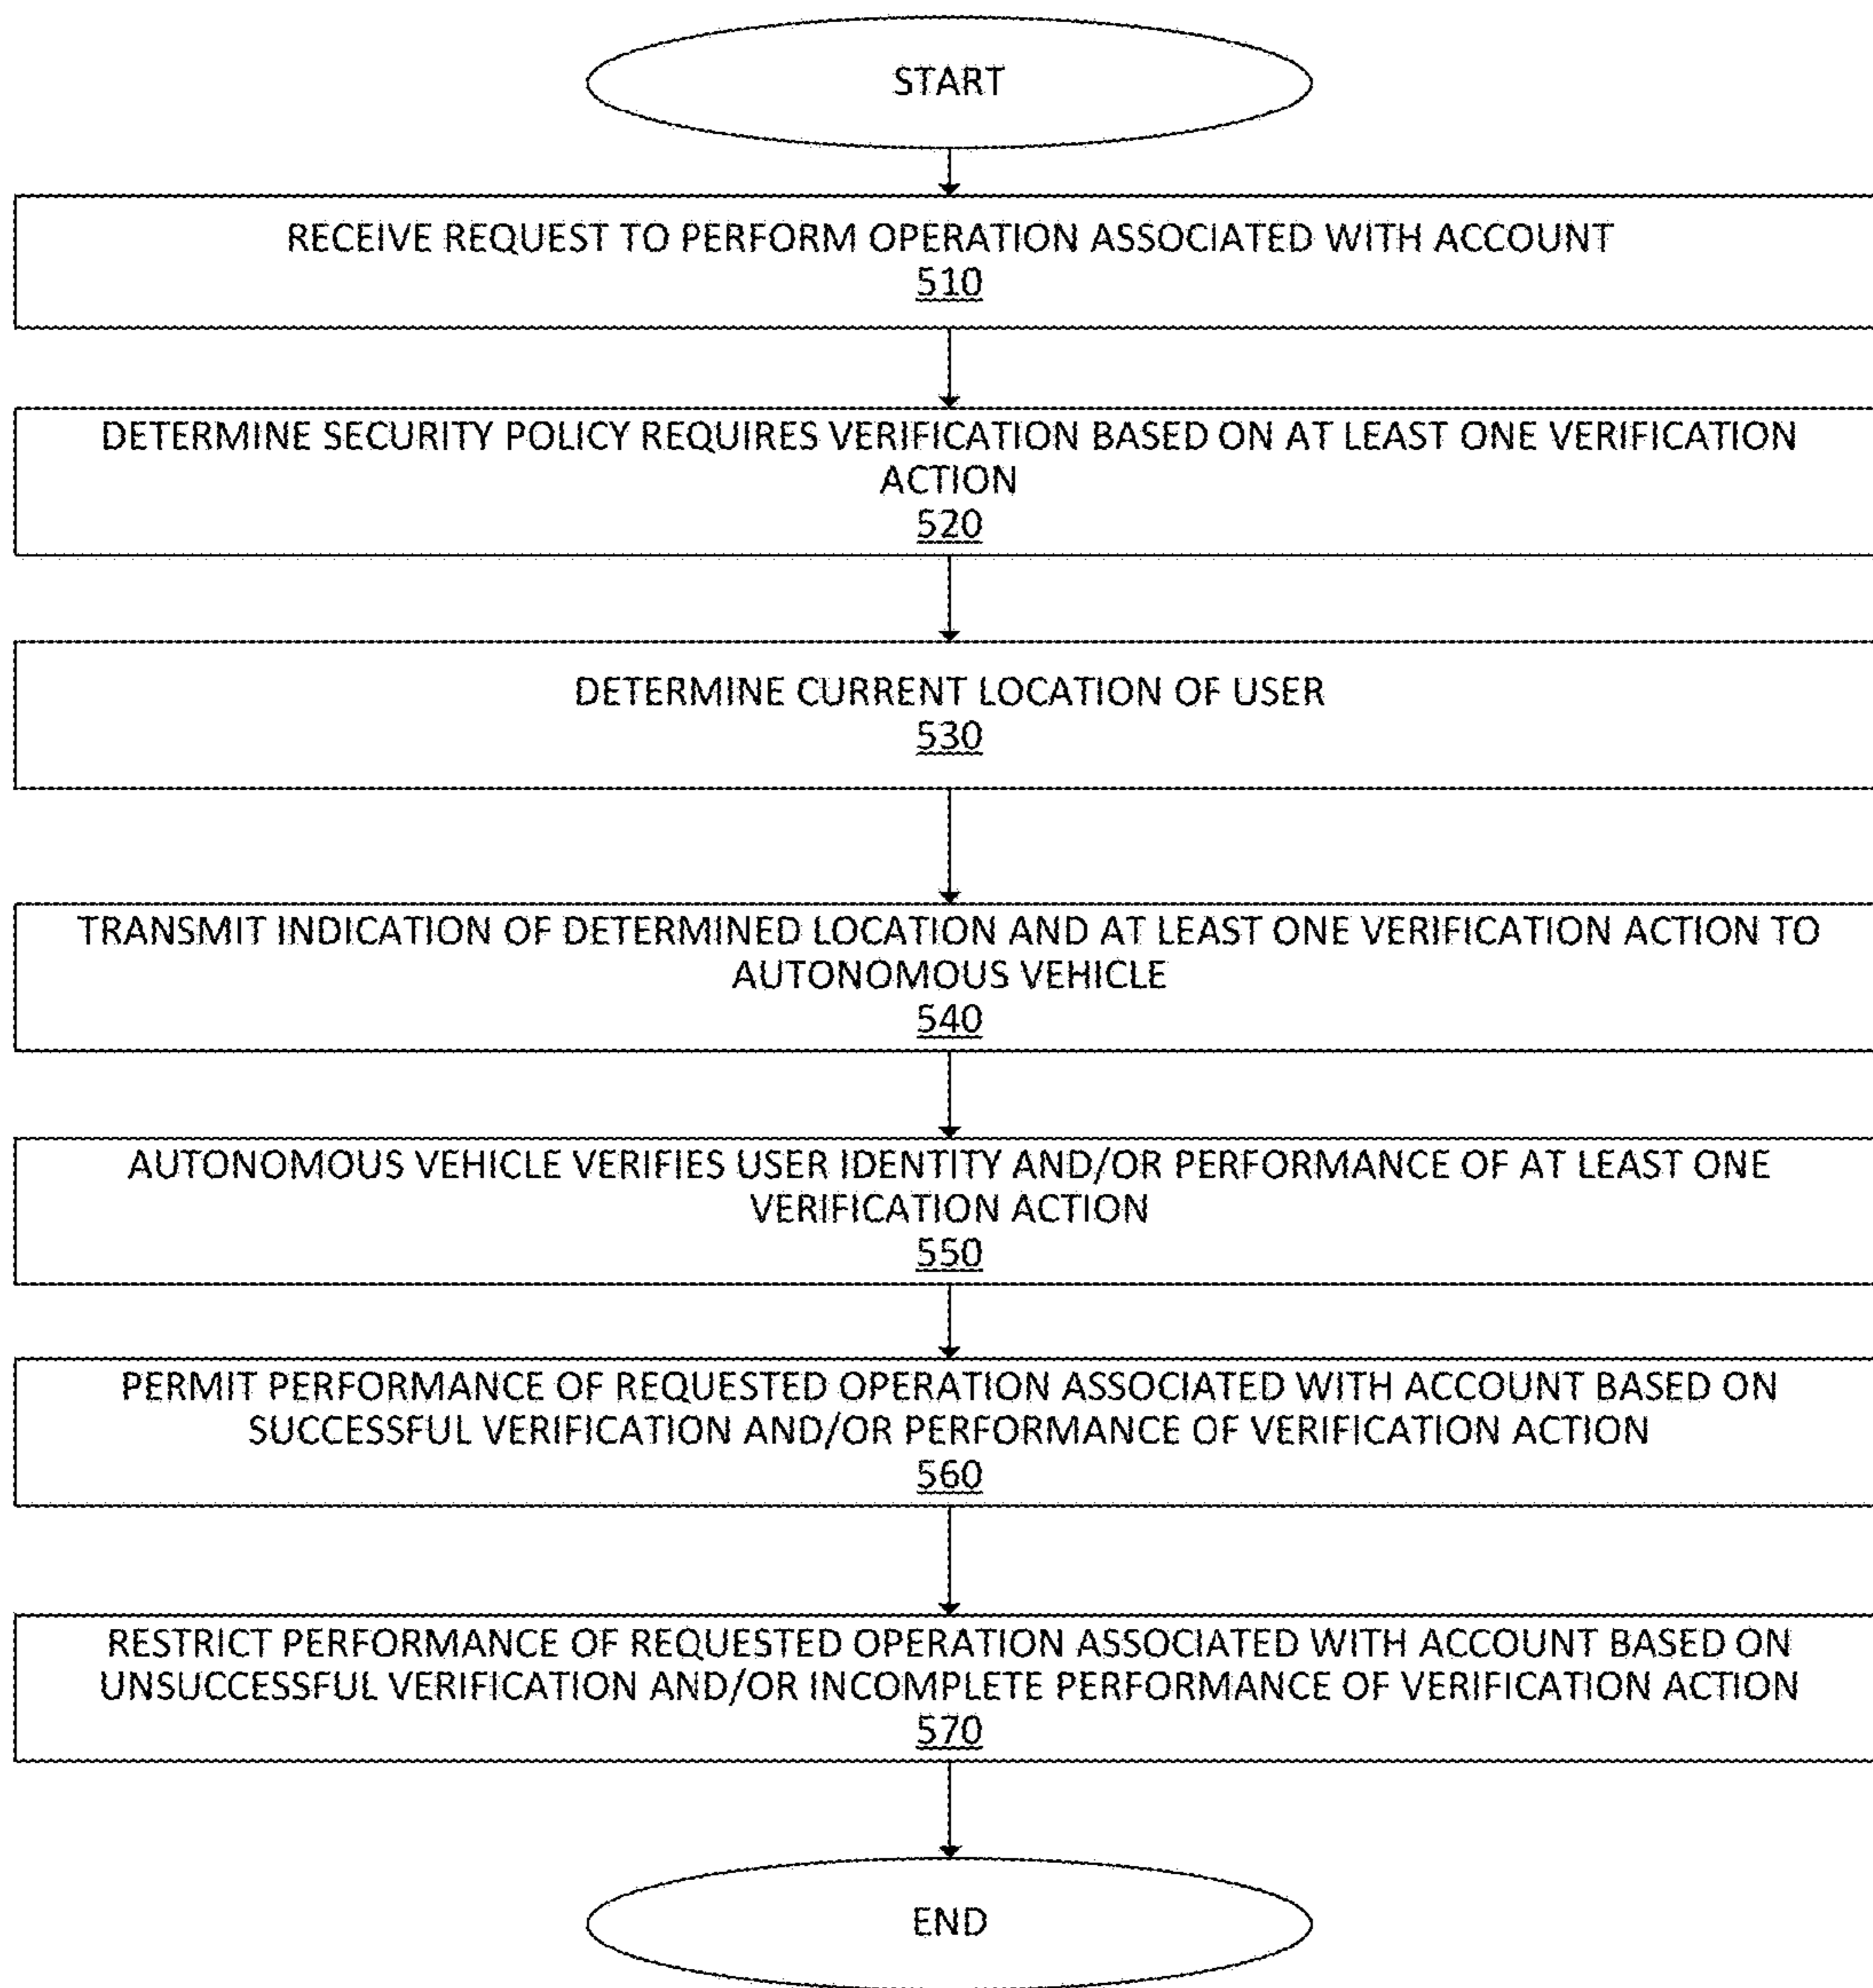 START
RECEIVE REQUEST TO PERFORM OPERATION ASSOCIATED WITH ACCOUNT
510
DETERMINE SECURITY POLICY REQUIRES VERIFICATION BASED ON AT LEAST ONE VERIFICATION
ACTION
520
DETERMINE CURRENT LOCATION OF USER
530
TRANSMIT INDICATION OF DETERMINED LOCATION AND AT LEAST ONE VERIFICATION ACTION TO
AUTONOMOUS VEHICLE
540
AUTONOMOUS VEHICLE VERIFIES USER IDENTITY AND/OR PERFORMANCE OF AT LEAST ONE
VERIFICATION ACTION
550
PERMIT PERFORMANCE OF REQUESTED OPERATION ASSOCIATED WITH ACCOUNT BASED ON
SUCCESSFUL VERIFICATION AND/OR PERFORMANCE OF VERIFICATION ACTION
560
RESTRICT PERFORMANCE OF REQUESTED OPERATION ASSOCIATED WITH ACCOUNT BASED ON
UNSUCCESSFUL VERIFICATION AND/OR INCOMPLETE PERFORMANCE OF VERIFICATION ACTION
570
END